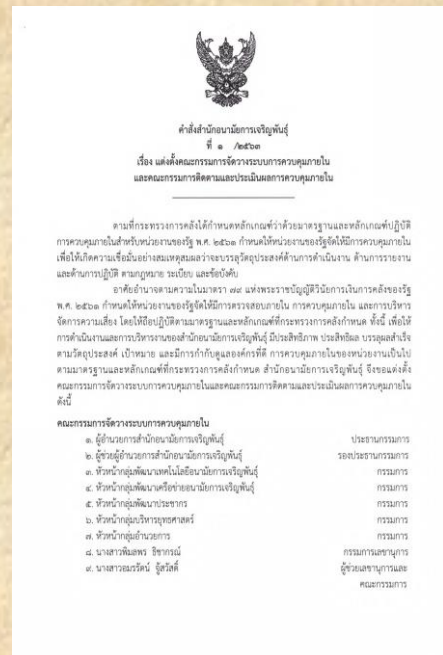 คำสั่งสำนักอนามัยการเจริญพันธุ์
ที่ ๑ /๒๕๖๓
เรื่อง แต่งตั้งคณะกรรมการจัดวางระบบการควบคุมภายใน
และคณะกรรมการติดตามและประเมินผลการควบคุมภายใน
ตามที่กระทรวงการคลังได้กำหนดหลักเกณฑ์ว่าด้วยมาตรฐานและหลักเกณฑ์ปฏิบัติ
การควบคุมภายในสำหรับหน่วยงานของรัฐ พ.ศ. ๒๕๖๑ กำหนดให้หน่วยงานของรัฐจัดให้มีการควบคุมภายใน
เพื่อให้เกิดความเชื่อมั่นอย่างสมเหตุสมผลว่าจะบรรลุวัตถุประสงค์ด้านการดำเนินงาน ด้านการรายงาน
และด้านการปฏิบัติ ตามกฎหมาย ระเบียบ และข้อบังคับ
อาศัยอำนาจตามความในมาตรา ๗๙ แห่งพระราชบัญญัติวินัยการเงินการคลังของรัฐ
พ.ศ. ๒๕๖๑ กำหนดให้หน่วยงานของรัฐจัดให้มีการตรวจสอบภายใน การควบคุมภายใน และการบริหาร
จัดการความเสี่ยง โดยให้ถือปฏิบัติตามมาตรฐานและหลักเกณฑ์ที่กระทรวงการคลังกำหนด ทั้งนี้ เพื่อให้
การดำเนินงานและการบริหารงานของสำนักอนามัยการเจริญพันธุ์ มีประสิทธิภาพ ประสิทธิผล บรรลุผลสำเร็จ
ตามวัตถุประสงค์ เป้าหมาย และมีการกำกับดูแลองค์กรที่ดี การควบคุมภายในของหน่วยงานเป็นไป
ตามมาตรฐานและหลักเกณฑ์ที่กระทรวงการคลังกำหนด สำนักอนามัยการเจริญพันธุ์ จึงขอแต่งตั้ง
คณะกรรมการจัดวางระบบการควบคุมภายในและคณะกรรมการติดตามและประเมินผลการควบคุมภายใน
ดังนี้
คณะกรรมการจัดวางระบบการควบคุมภายใน
๑. ผู้อำนวยการสำนักอนามัยการเจริญพันธุ์ ประธานกรรมการ
๒. ผู้ช่วยผู้อำนวยการสำนักอนามัยการเจริญพันธุ์ รองประธานกรรมการ
๓. หัวหน้ากลุ่มพัฒนาเทคโนโลยีอนามัยการเจริญพันธุ์ กรรมการ
๔. หัวหน้ากลุ่มพัฒนาเครือข่ายอนามัยการเจริญพันธุ์ กรรมการ
๕. หัวหน้ากลุ่มพัฒนาประชากร กรรมการ
๖. หัวหน้ากลุ่มบริหารยุทธศาสตร์ กรรมการ
๗. หัวหน้ากลุ่มอำนวยการ กรรมการ
๘. นางสาวพิมลพร ธิชากรณ์ กรรมการเลขานุการ
๙. นางสาวอมรรัตน์ จู้สวัสดิ์ ผู้ช่วยเลขานุการและ
คณะกรรมการ